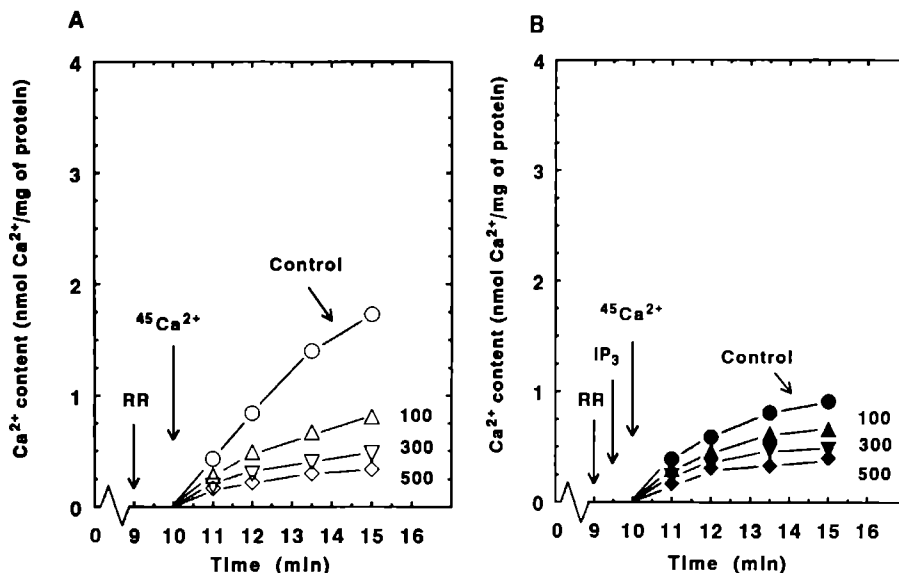 A
Ca²⁺ content (nmol Ca²⁺/mg of protein)
4
3
2
1
0
Control
⁴⁵Ca²⁺
RR
100
300
500
0 9 10 11 12 13 14 15 16
Time (min)
B
Ca²⁺ content (nmol Ca²⁺/mg of protein)
4
3
2
1
0
⁴⁵Ca²⁺
IP₃
RR
Control
100
300
500
0 9 10 11 12 13 14 15 16
Time (min)